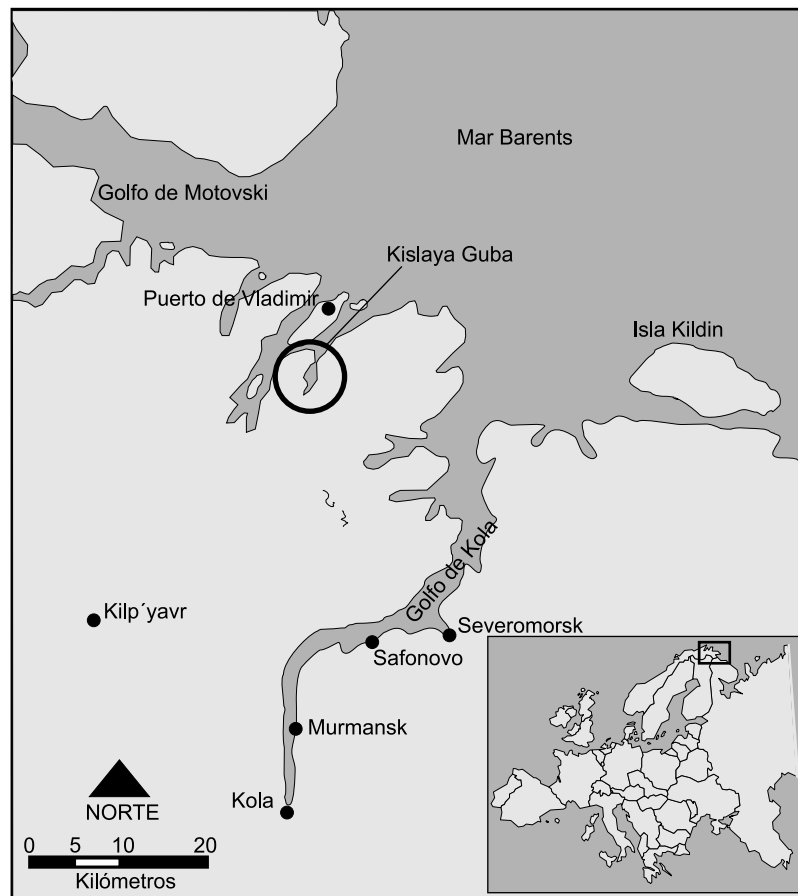 Mar Barents
Golfo de Motovski
Kislaya Guba
Puerto de Vladimir
Isla Kildin
Golfo de Kola
Kilp´yavr
Severomorsk
Safonovo
Murmansk
Kola
NORTE
0 5 10 20
Kilómetros